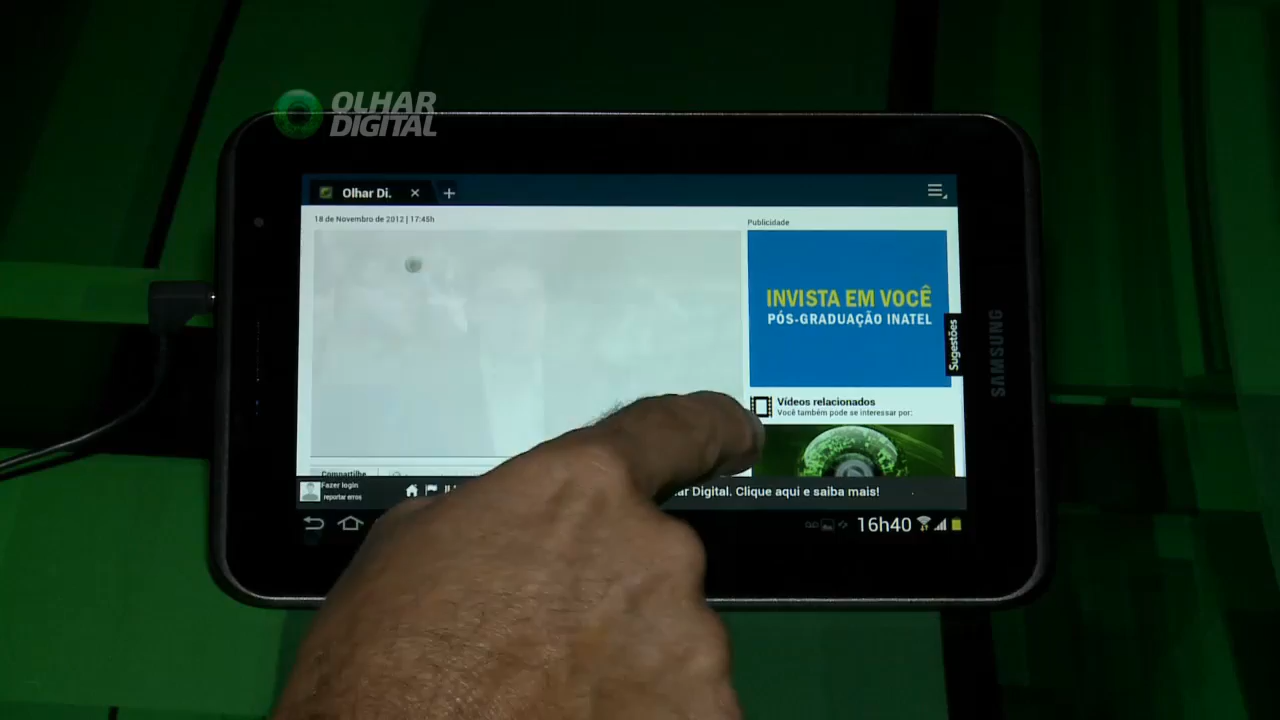 OLHAR
DIGITAL
Olhar Di.
18 de Novembro de 2012 | 17:45h
Publicidade
INVISTA EM VOCÊ
PÓS-GRADUAÇÃO INATEL
Sugestões
SAMSUNG
Vídeos relacionados
Você também pode se interessar por:
Compartilhe
Fazer login
reportar erros
Digital. Clique aqui e saiba mais!
16h40